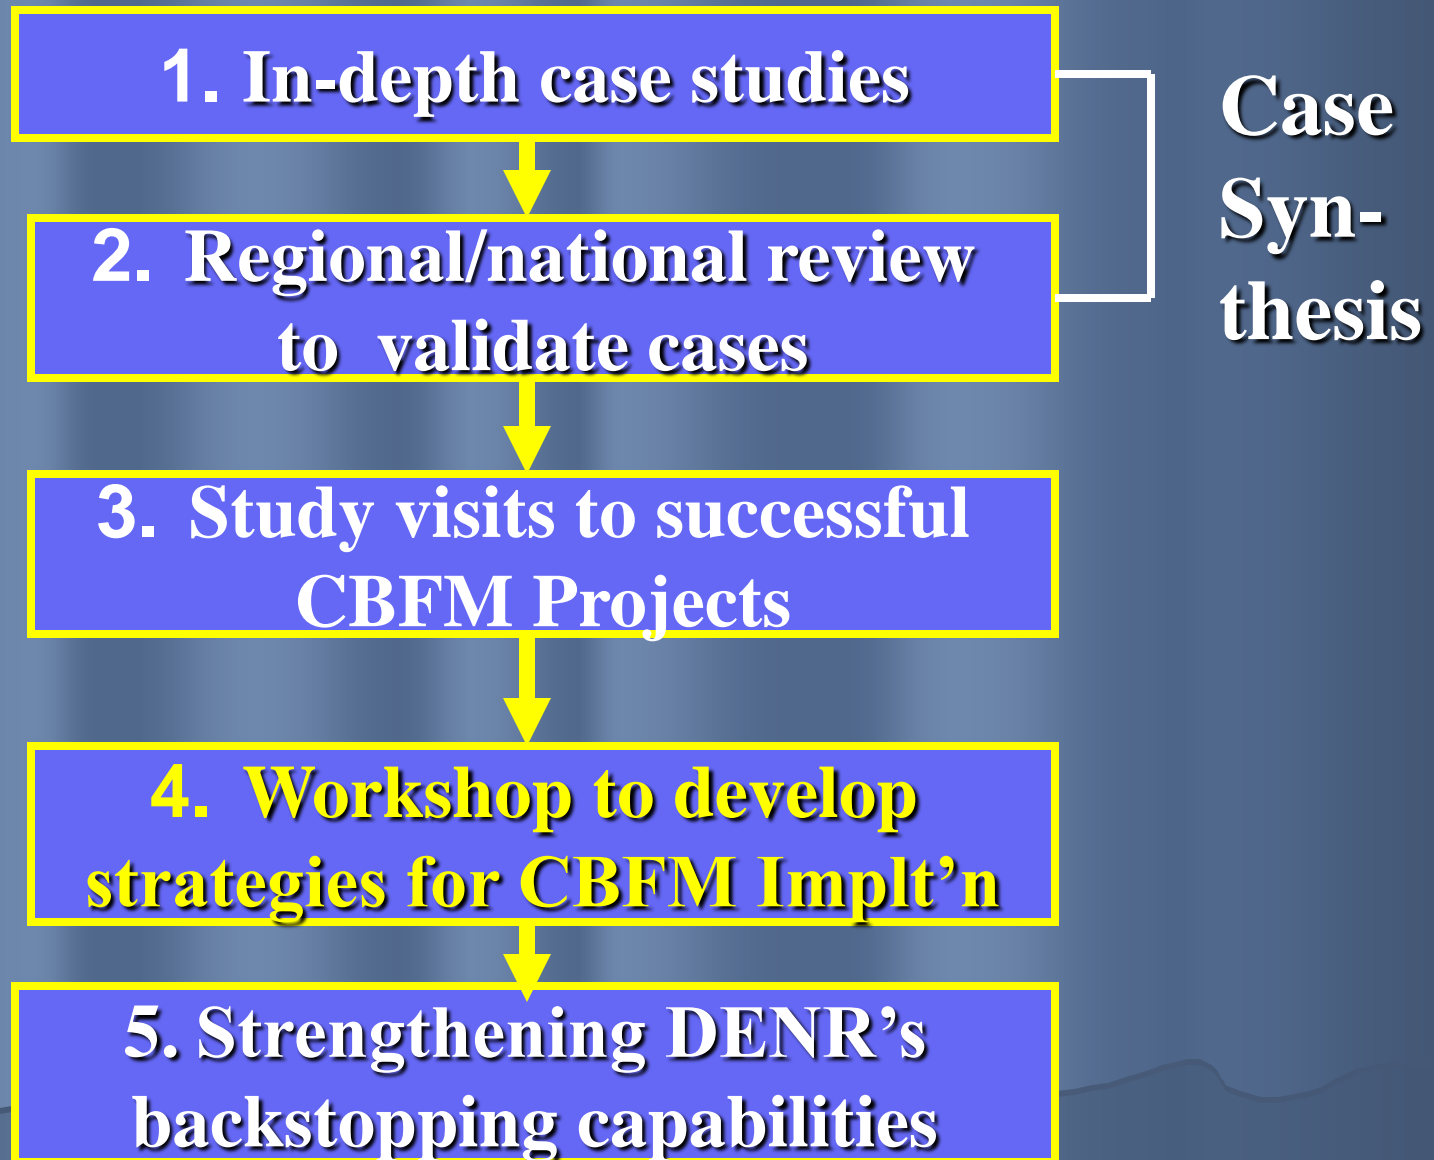 1. In-depth case studies
2. Regional/national review
to validate cases
3. Study visits to successful
CBFM Projects
4. Workshop to develop
strategies for CBFM Implt’n
5. Strengthening DENR’s
backstopping capabilities
Case
Syn-
thesis